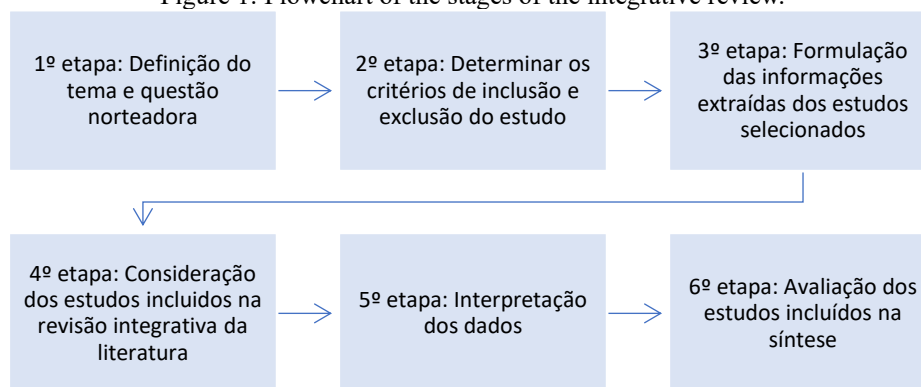 Figure 1: Flowchart of the stages of the integrative review.
1º etapa: Definição do
tema e questão
norteadora
2º etapa: Determinar os
critérios de inclusão e
exclusão do estudo
3º etapa: Formulação
das informações
extraídas dos estudos
selecionados
4º etapa: Consideração
dos estudos incluidos na
revisão integrativa da
literatura
5º etapa: Interpretação
dos dados
6º etapa: Avaliação dos
estudos incluídos na
síntese